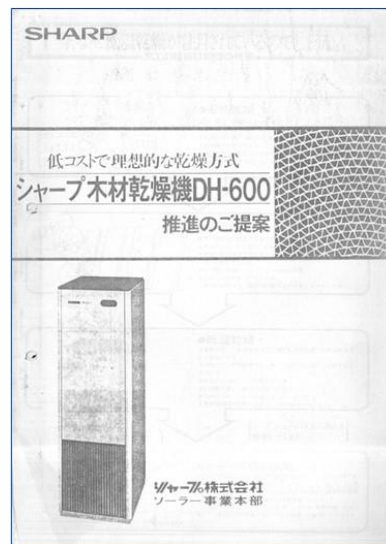 SHARP
低コストで理想的な乾燥方式
シャープ木材乾燥機DH-600
推進のご提案
シャープ株式会社
ソーラー事業本部